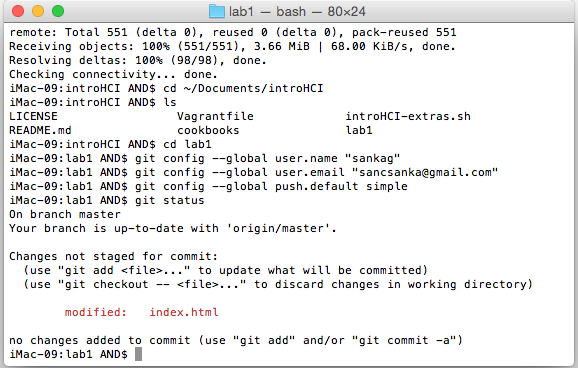 lab1 — bash — 80×24
remote: Total 551 (delta 0), reused 0 (delta 0), pack-reused 551
Receiving objects: 100% (551/551), 3.66 MiB | 68.00 KiB/s, done.
Resolving deltas: 100% (98/98), done.
Checking connectivity... done.
iMac-09:introHCI AND$ cd ~/Documents/introHCI
iMac-09:introHCI AND$ ls
LICENSE                 Vagrantfile             introHCI-extras.sh
README.md               cookbooks               lab1
iMac-09:introHCI AND$ cd lab1
iMac-09:lab1 AND$ git config --global user.name "sankag"
iMac-09:lab1 AND$ git config --global user.email "sancsanka@gmail.com"
iMac-09:lab1 AND$ git config --global push.default simple
iMac-09:lab1 AND$ git status
On branch master
Your branch is up-to-date with 'origin/master'.

Changes not staged for commit:
  (use "git add <file>..." to update what will be committed)
  (use "git checkout -- <file>..." to discard changes in working directory)

        modified:   index.html

no changes added to commit (use "git add" and/or "git commit -a")
iMac-09:lab1 AND$